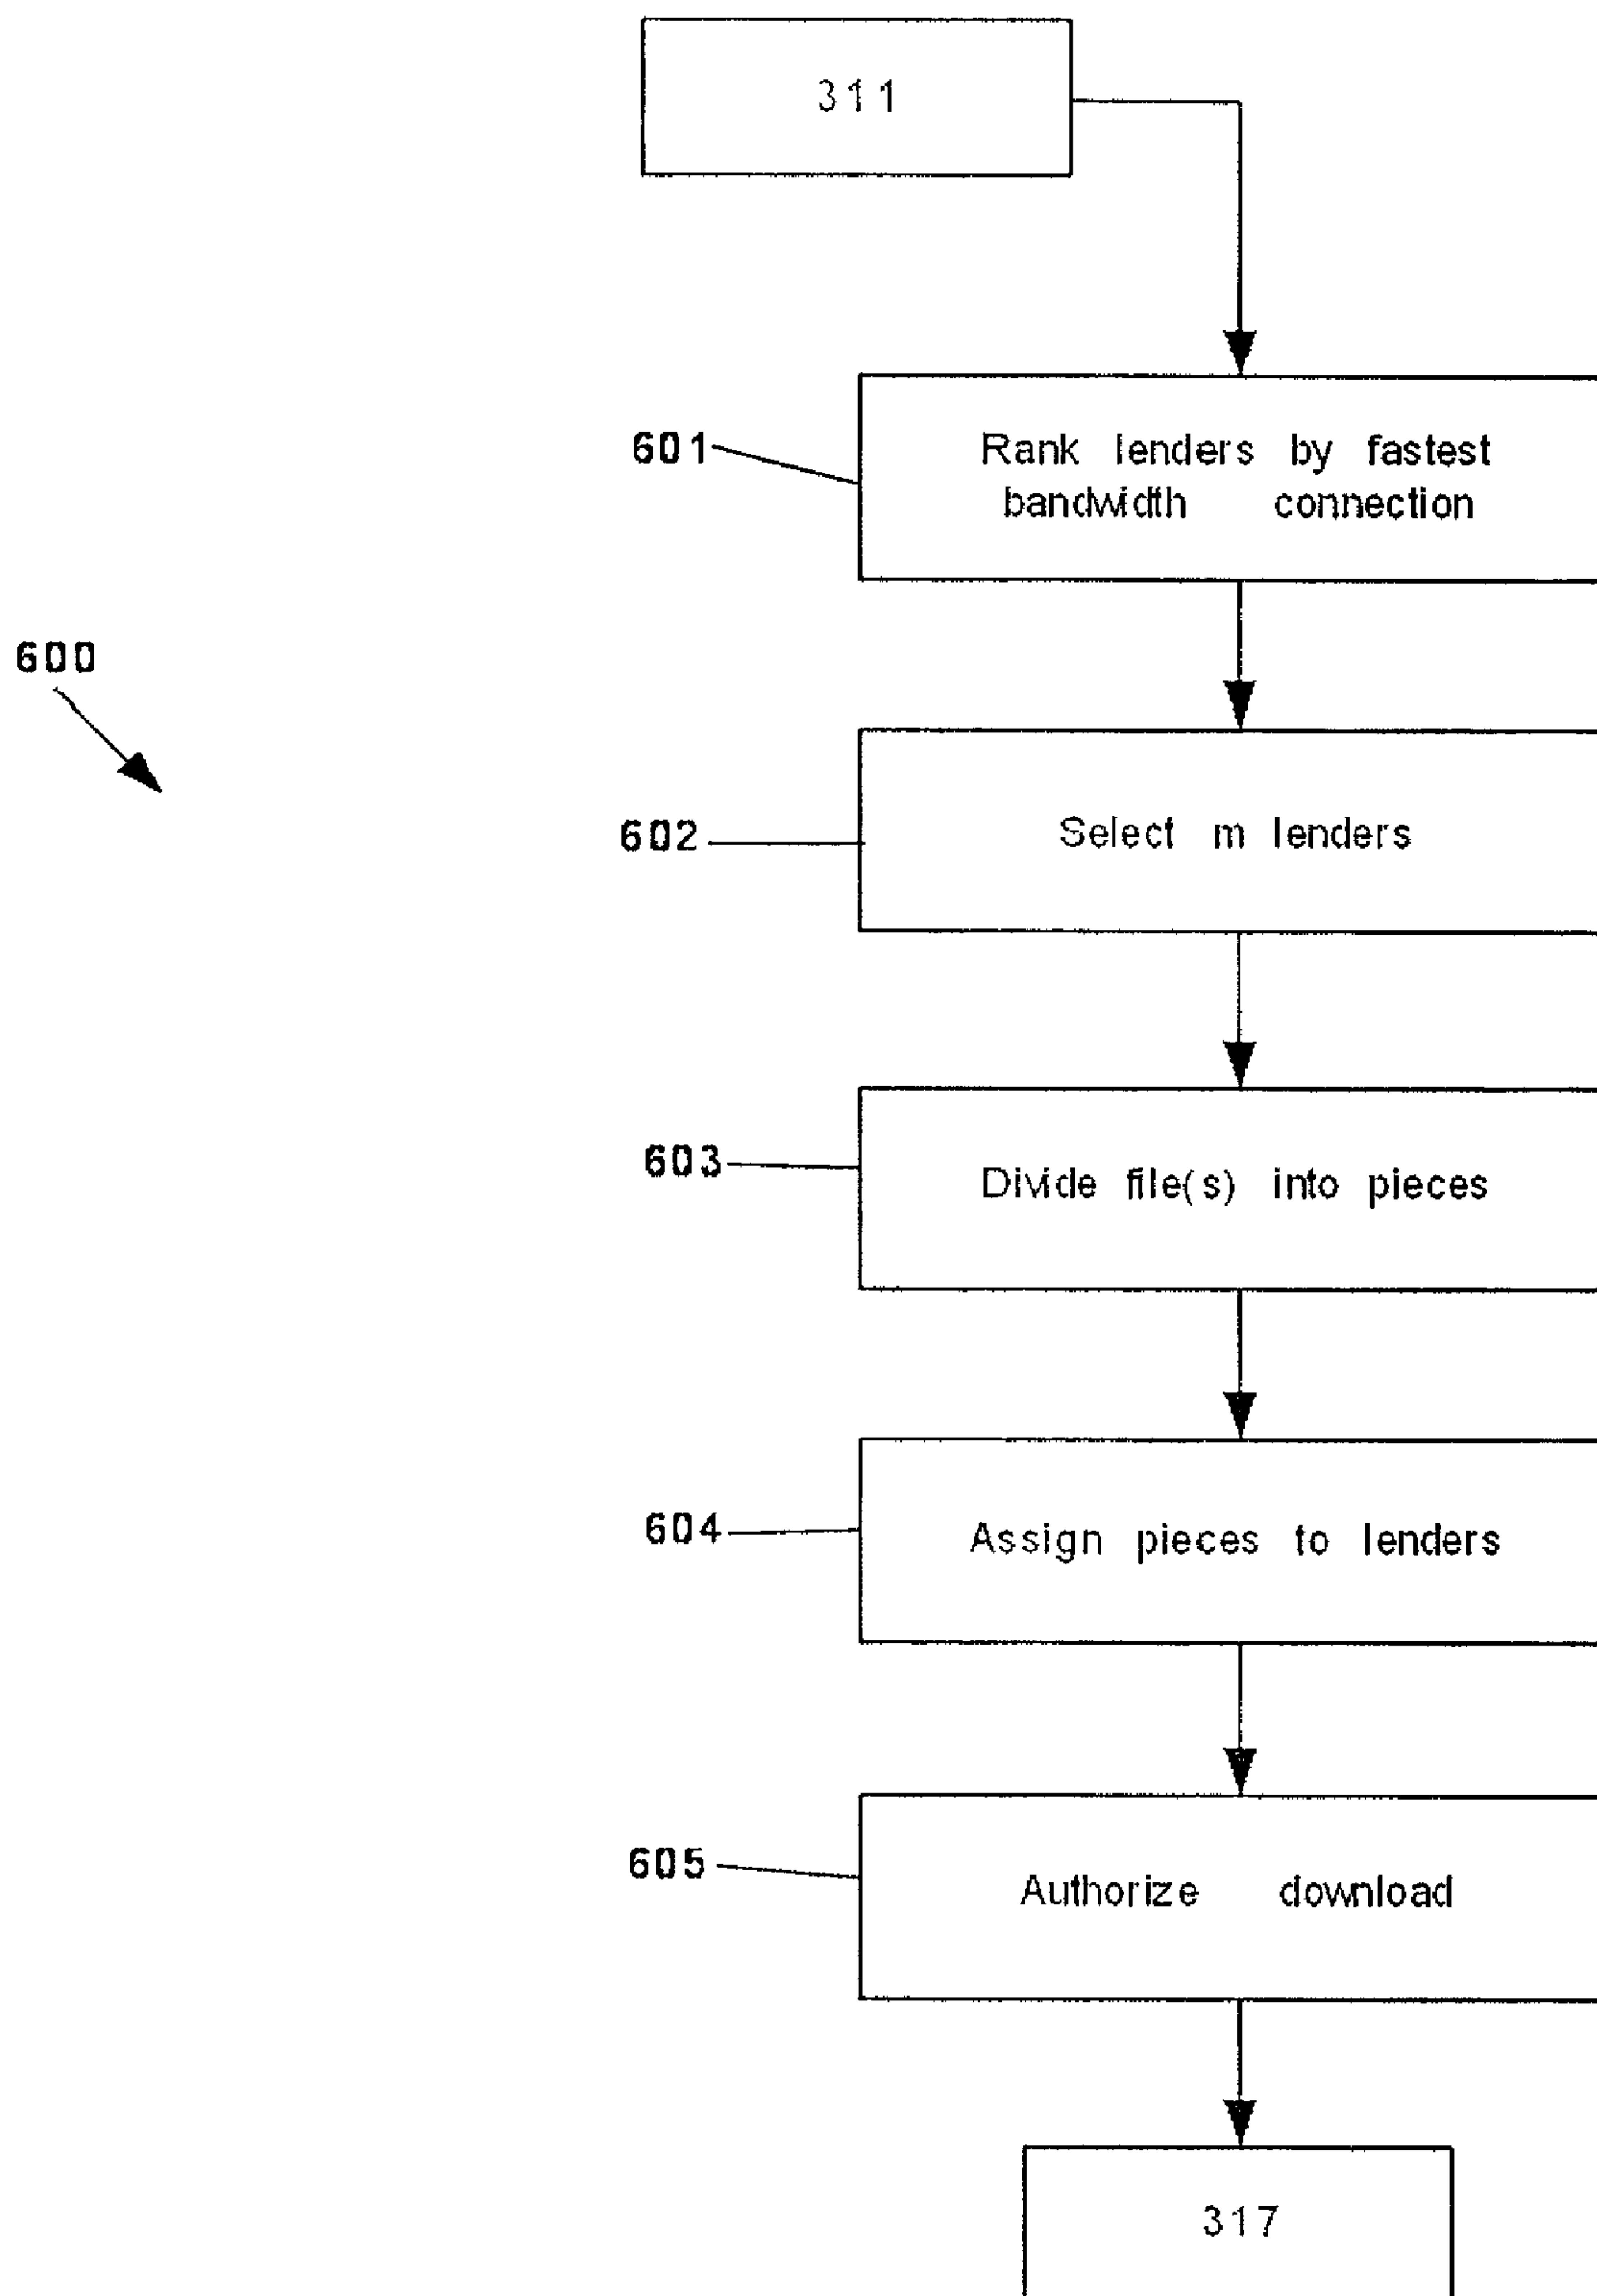 311
601
Rank lenders by fastest
bandwidth connection
600
602
Select m lenders
603
Divide file(s) into pieces
604
Assign pieces to lenders
605
Authorize download
317